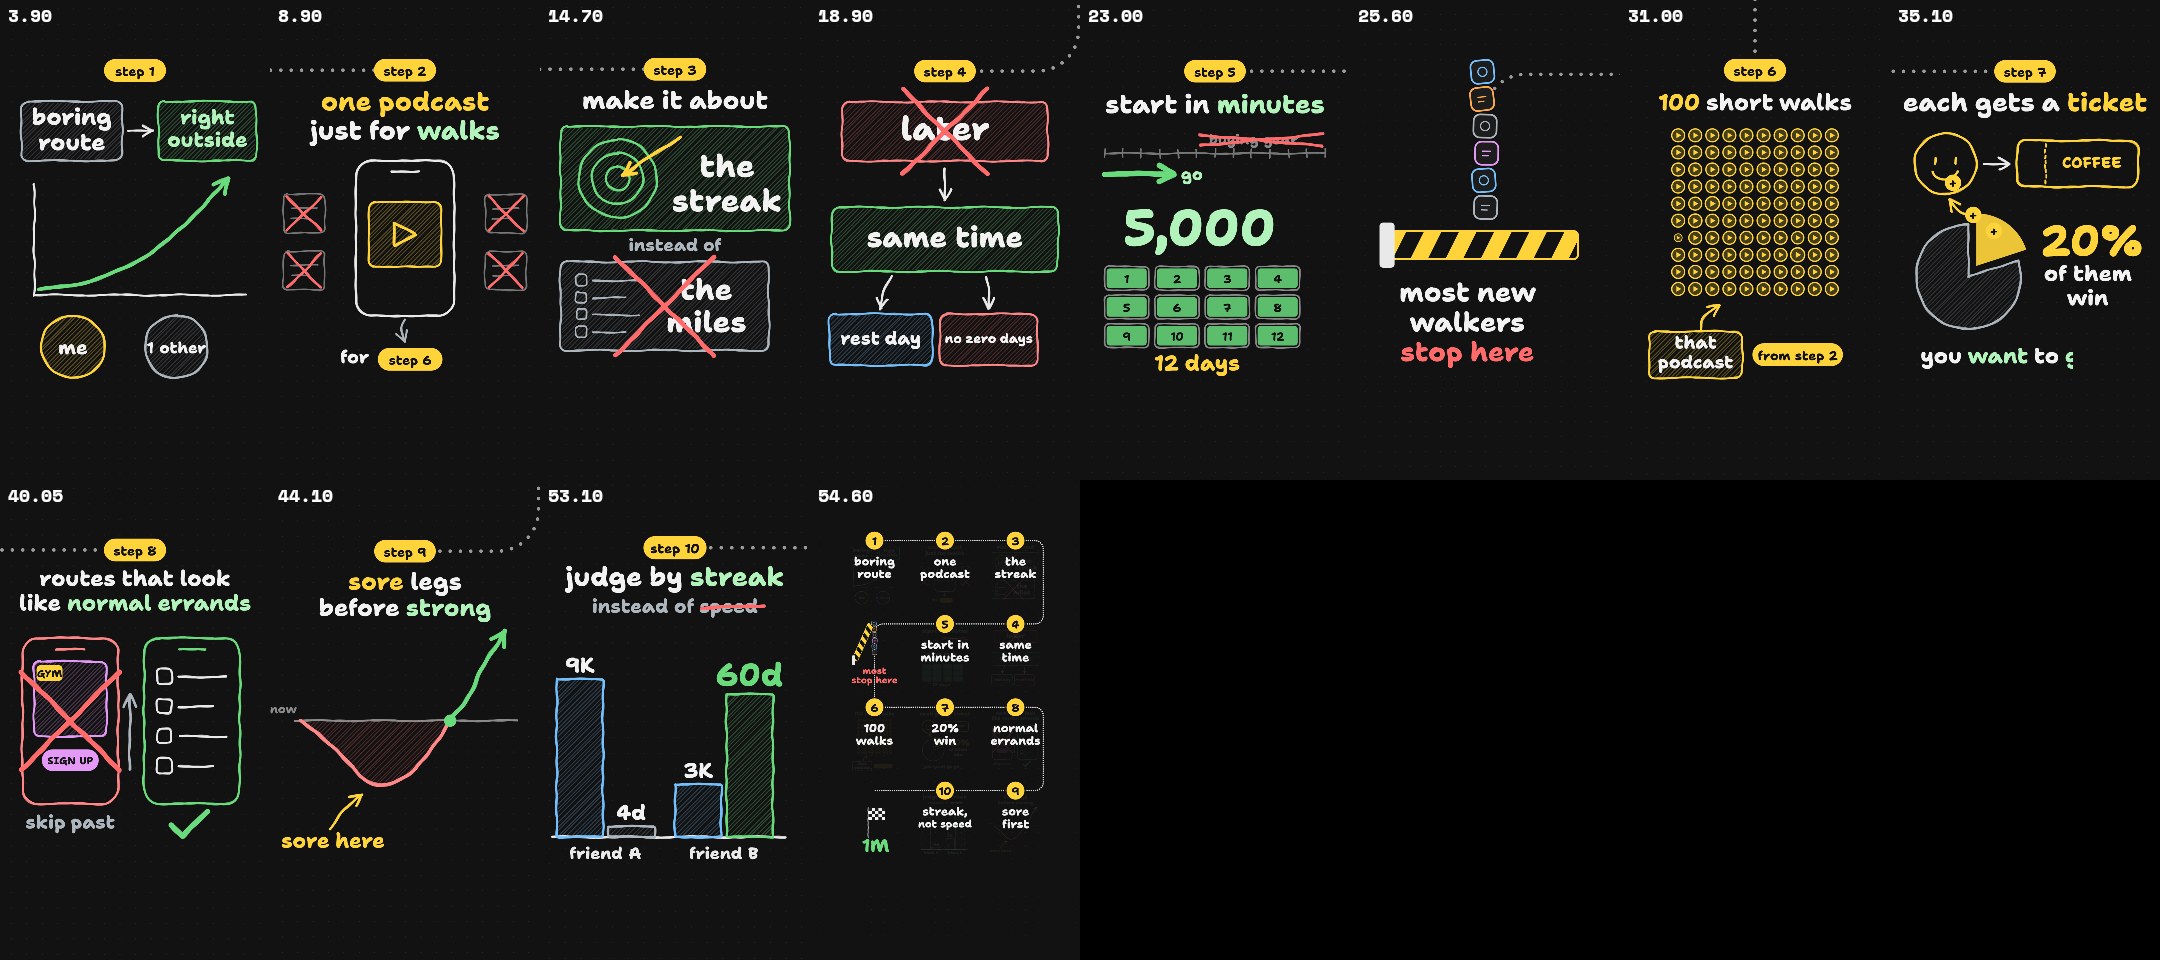 3.90
step 1
boring
route
right
outside
me
1 other
8.90
step 2
one podcast
just for walks
for step 6
14.70
step 3
make it about
the
streak
instead of
the
miles
18.90
step 4
later
same time
rest day
no zero days
23.00
step 5
start in minutes
buying gear
go
5,000
1 2 3 4
5 6 7 8
9 10 11 12
12 days
25.60
most new
walkers
stop here
31.00
step 6
100 short walks
that
podcast
from step 2
35.10
step 7
each gets a ticket
COFFEE
20%
of them
win
you want to
40.05
step 8
routes that look
like normal errands
GYM
SIGN UP
skip past
44.10
step 9
sore legs
before strong
now
sore here
53.10
step 10
judge by streak
instead of speed
9K
4d
3K
60d
friend A
friend B
54.60
1 2 3
boring
route
one
podcast
the
streak
5 4
start in
minutes
same
time
most
stop here
6 7 8
100
walks
20%
win
normal
errands
10 9
streak,
not speed
sore
first
1M